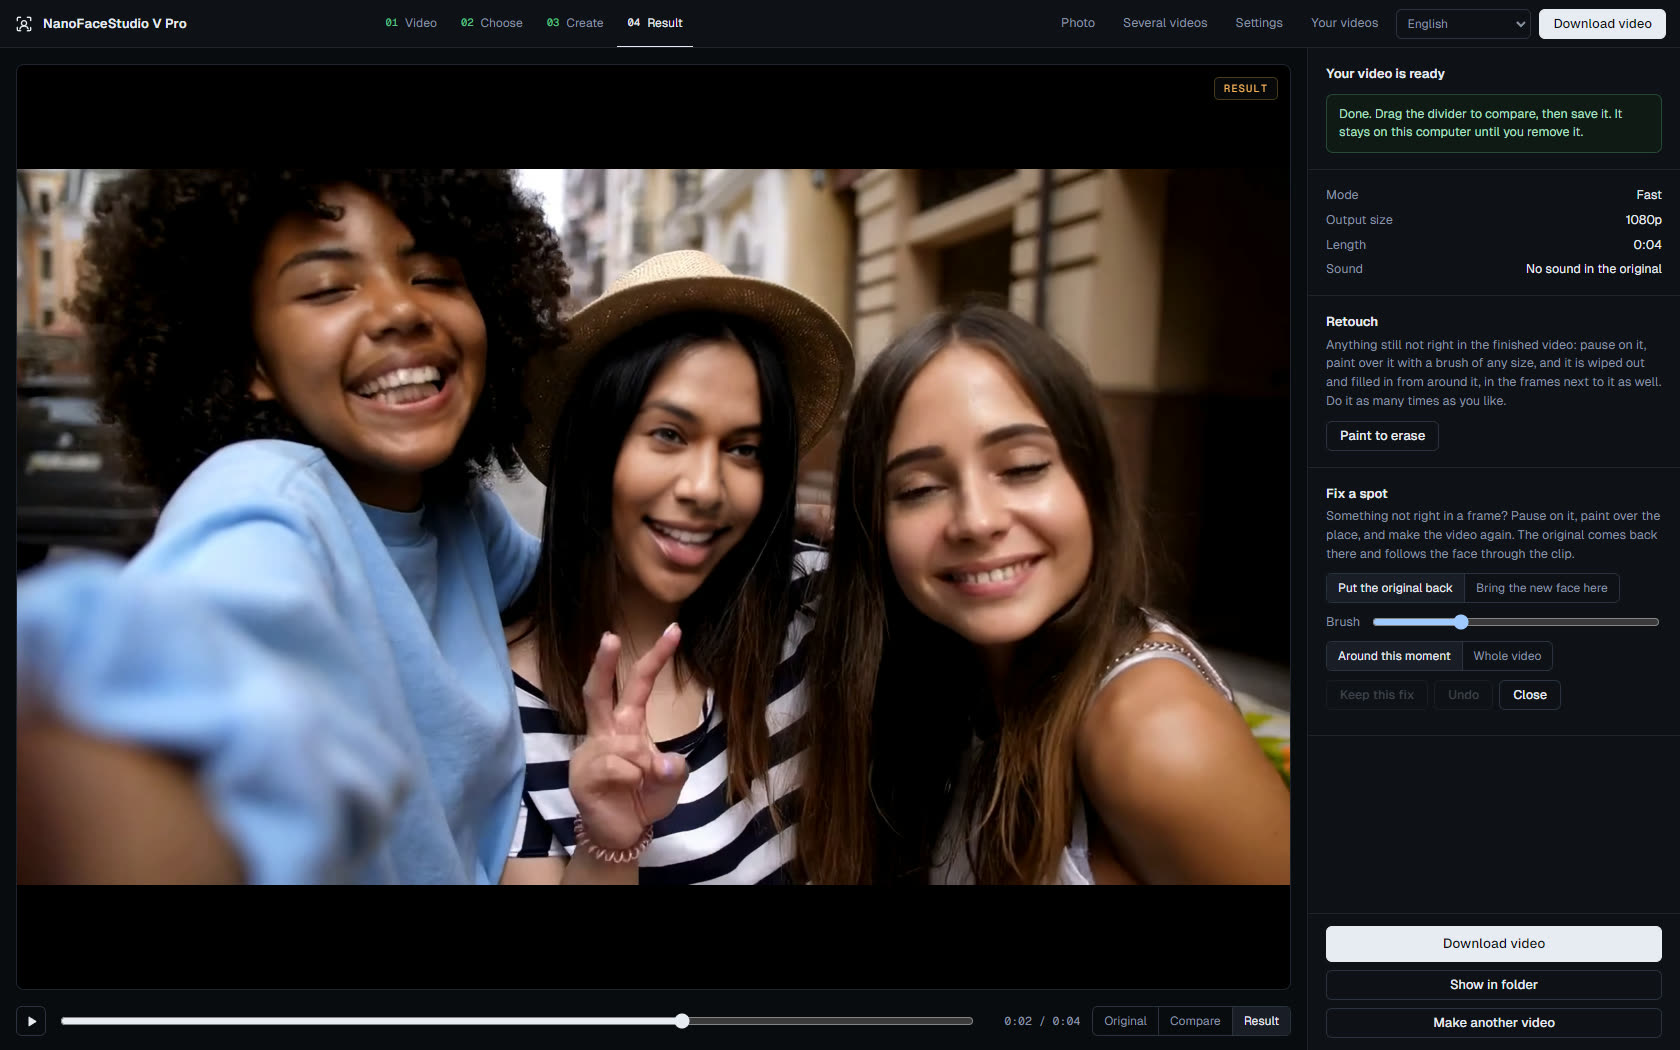 NanoFaceStudio V Pro
01 Video
02 Choose
03 Create
04 Result
Photo
Several videos
Settings
Your videos
English
Download video
RESULT
Your video is ready
Done. Drag the divider to compare, then save it. It
stays on this computer until you remove it.
Mode Fast
Output size 1080p
Length 0:04
Sound No sound in the original
Retouch
Anything still not right in the finished video: pause on it,
paint over it with a brush of any size, and it is wiped out
and filled in from around it, in the frames next to it as well.
Do it as many times as you like.
Paint to erase
Fix a spot
Something not right in a frame? Pause on it, paint over the
place, and make the video again. The original comes back
there and follows the face through the clip.
Put the original back
Bring the new face here
Brush
Around this moment
Whole video
Keep this fix
Undo
Close
Download video
Show in folder
Make another video
0:02 / 0:04
Original
Compare
Result